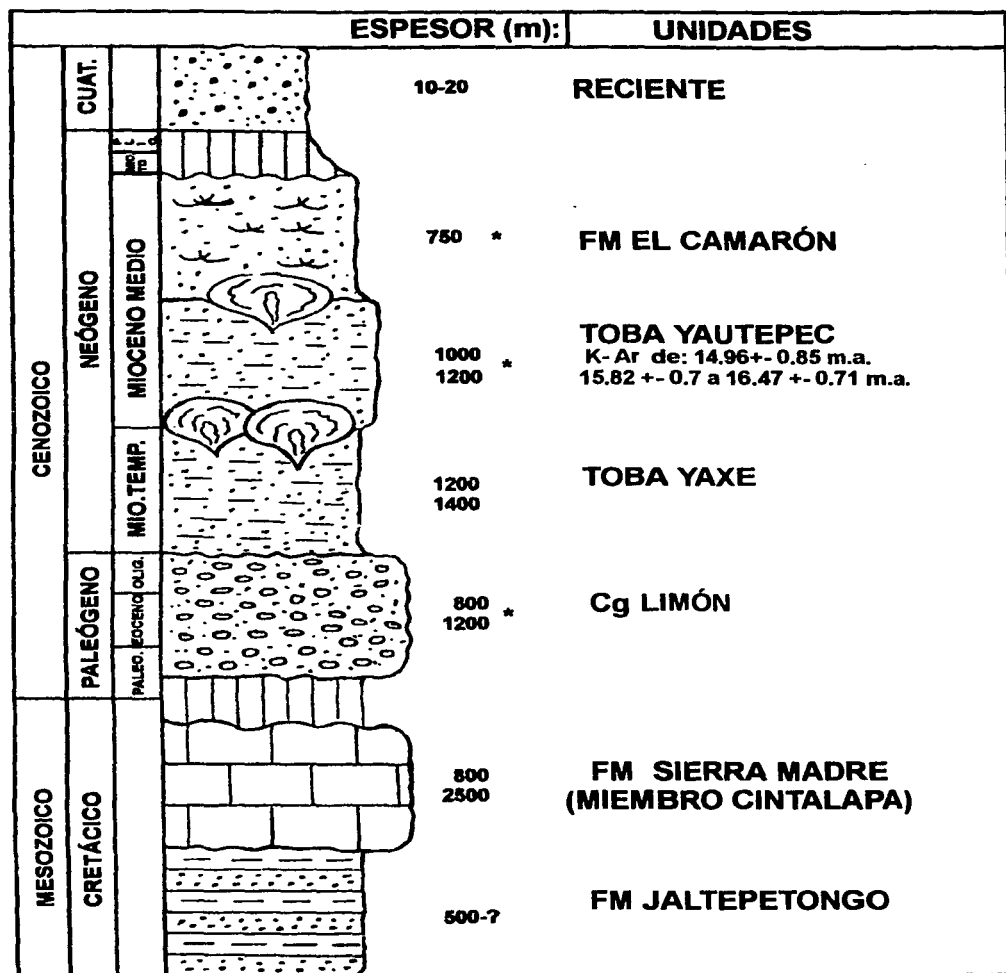 ESPESOR (m): UNIDADES
CUAT.
10-20 RECIENTE
750 * FM EL CAMARÓN
NEÓGENO
MIOCENO MEDIO
TOBA YAUTEPEC
K-Ar de: 14.96+- 0.85 m.a.
1000
1200 *
15.82 +- 0.7 a 16.47 +- 0.71 m.a.
CENOZOICO
MIO.TEMP.
TOBA YAXE
1200
1400
PALEÓGENO
OLIG.
EOCENO
PALEO.
800
1200 *
Cg LIMÓN
MESOZOICO
CRETÁCICO
800
2500
FM SIERRA MADRE
(MIEMBRO CINTALAPA)
500-?
FM JALTEPETONGO